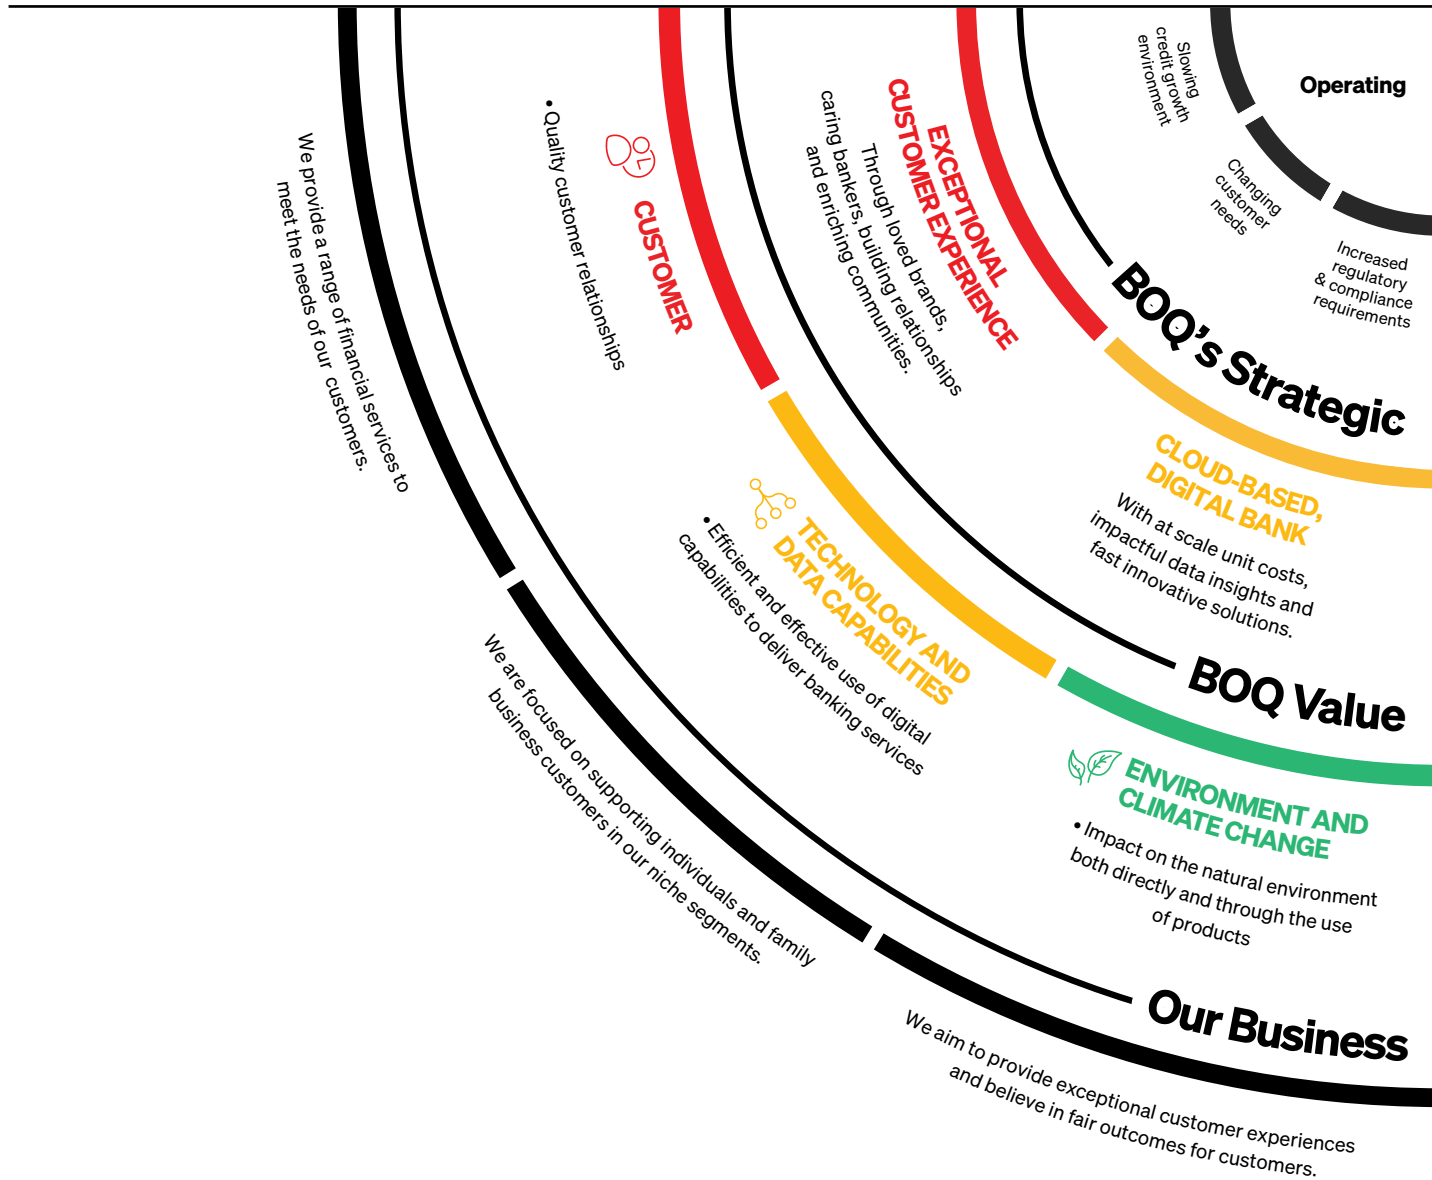 Operating
Slowing
credit growth
environment
Changing
customer
needs
Increased
regulatory
& compliance
requirements
BOQ's Strategic
EXCEPTIONAL
CUSTOMER EXPERIENCE
Through loved brands,
caring bankers, building relationships
and enriching communities.
CLOUD-BASED,
DIGITAL BANK
With at scale unit costs,
impactful data insights and
fast innovative solutions.
BOQ Value
CUSTOMER
• Quality customer relationships
TECHNOLOGY AND
DATA CAPABILITIES
• Efficient and effective use of digital
capabilities to deliver banking services
ENVIRONMENT AND
CLIMATE CHANGE
• Impact on the natural environment
both directly and through the use
of products
Our Business
We provide a range of financial services to
meet the needs of our customers.
We are focused on supporting individuals and family
business customers in our niche segments.
We aim to provide exceptional customer experiences
and believe in fair outcomes for customers.